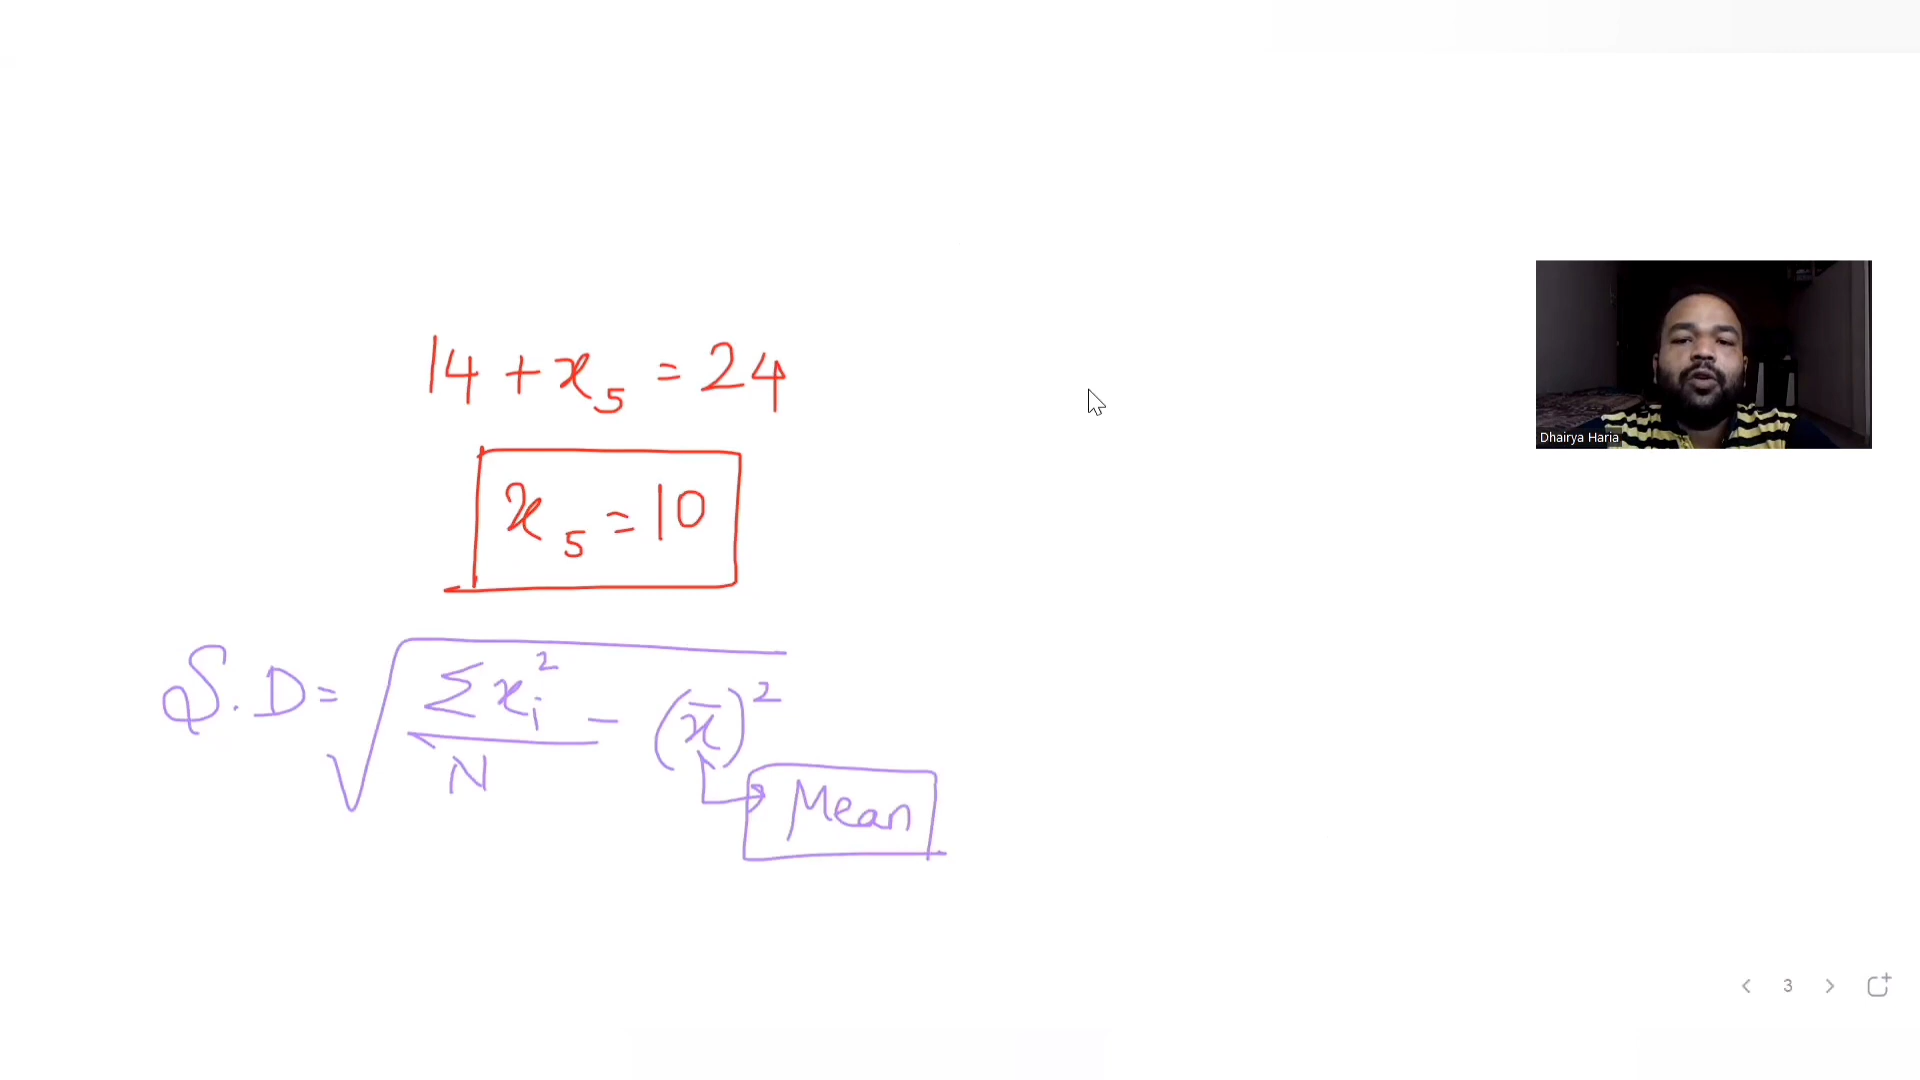 14 + x₅ = 24
x₅ = 10
S.D = √(Σxᵢ²/N − (x̄)²)
Mean
Dhairya Haria
3